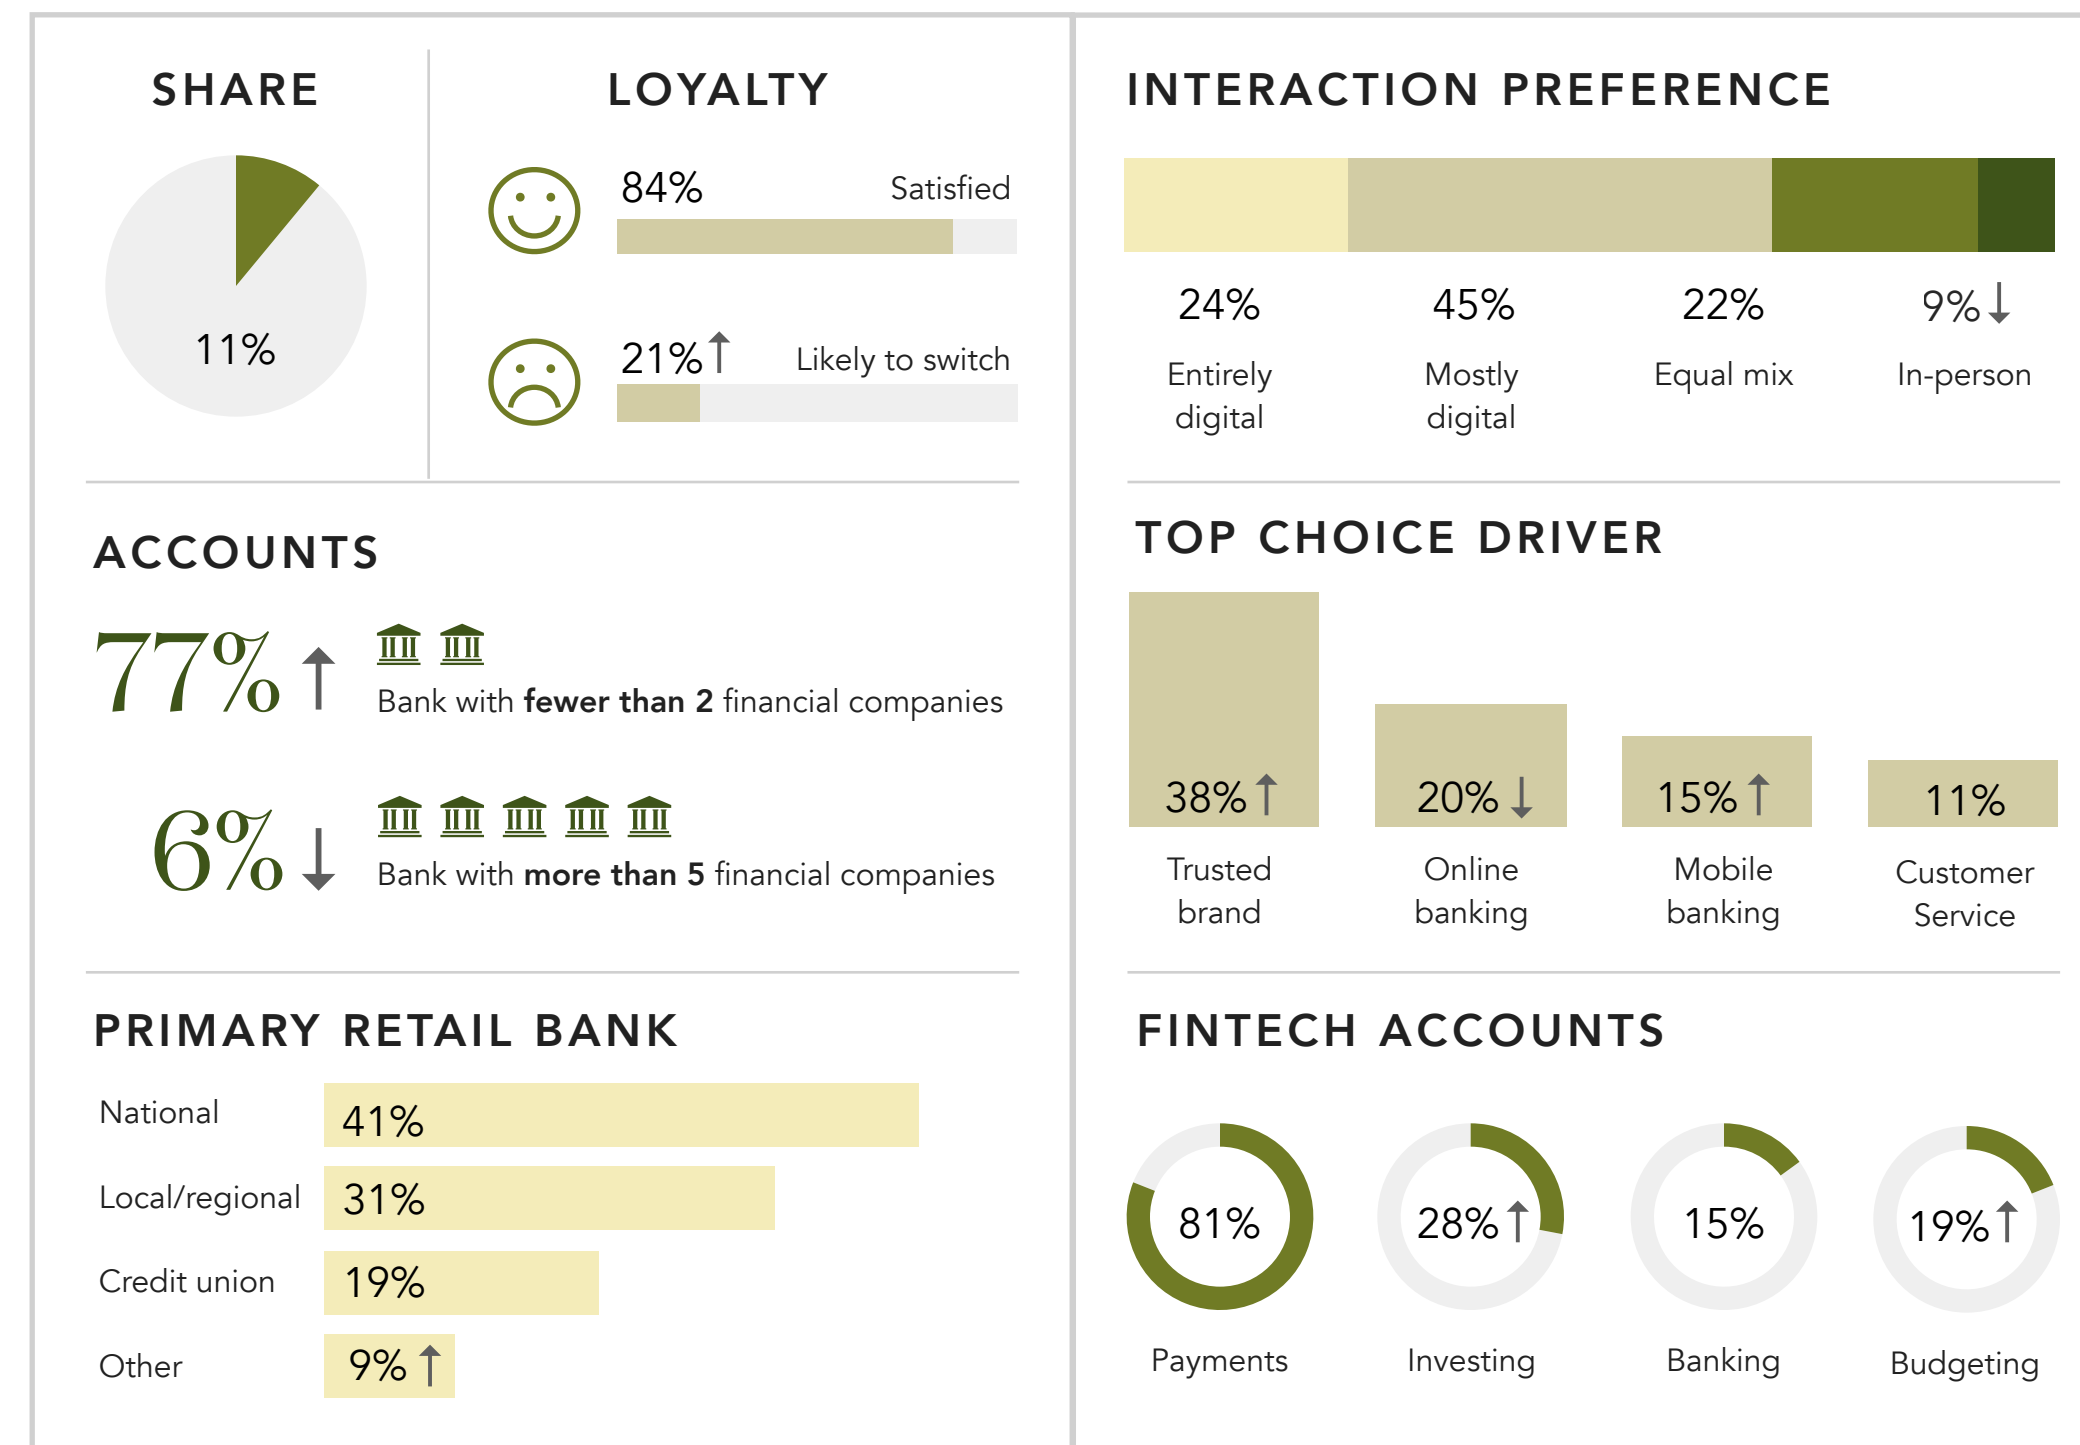 SHARE
11%
LOYALTY
84% Satisfied
21%↑ Likely to switch
ACCOUNTS
77%↑
Bank with fewer than 2 financial companies
6%↓
Bank with more than 5 financial companies
PRIMARY RETAIL BANK
National 41%
Local/regional 31%
Credit union 19%
Other 9%↑
INTERACTION PREFERENCE
24% 45% 22% 9%↓
Entirely digital
Mostly digital
Equal mix
In-person
TOP CHOICE DRIVER
38%↑ 20%↓ 15%↑ 11%
Trusted brand
Online banking
Mobile banking
Customer Service
FINTECH ACCOUNTS
81% 28%↑ 15% 19%↑
Payments Investing Banking Budgeting